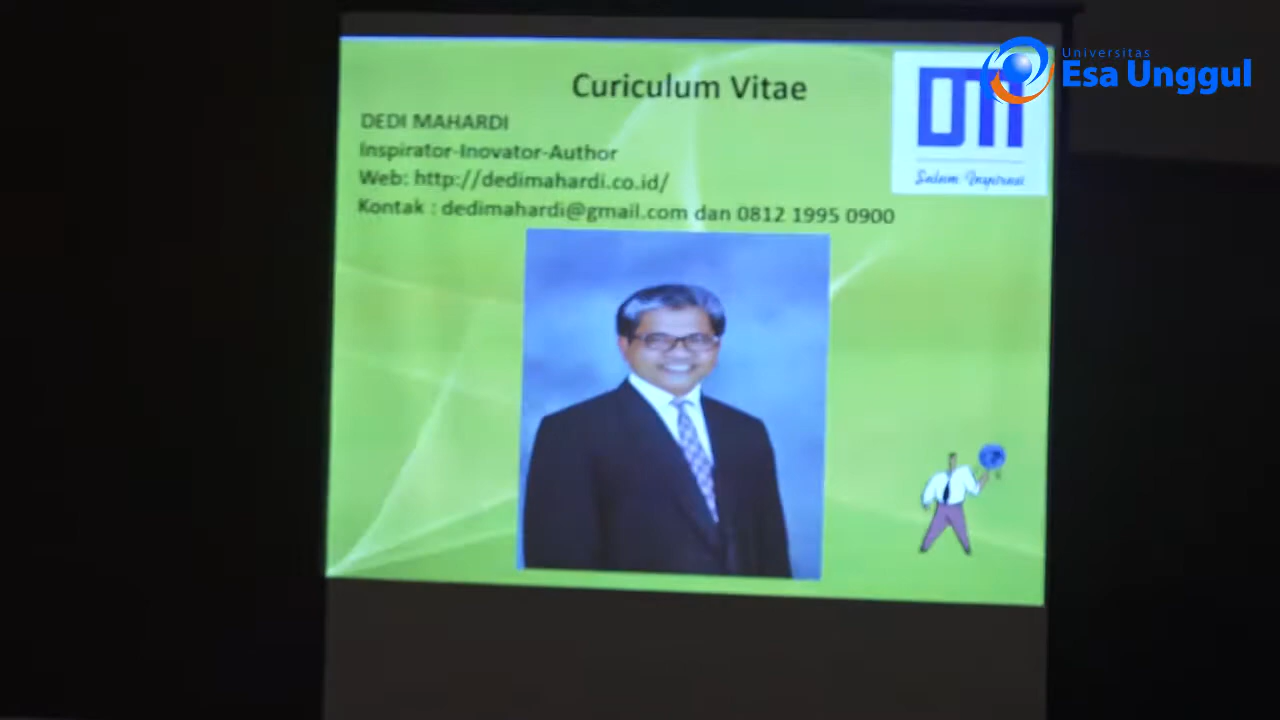 Universitas
Esa Unggul
Curiculum Vitae
DEDI MAHARDI
Inspirator-Inovator-Author
Web: http://dedimahardi.co.id/
Kontak : dedimahardi@gmail.com dan 0812 1995 0900
Salam Inspirasi